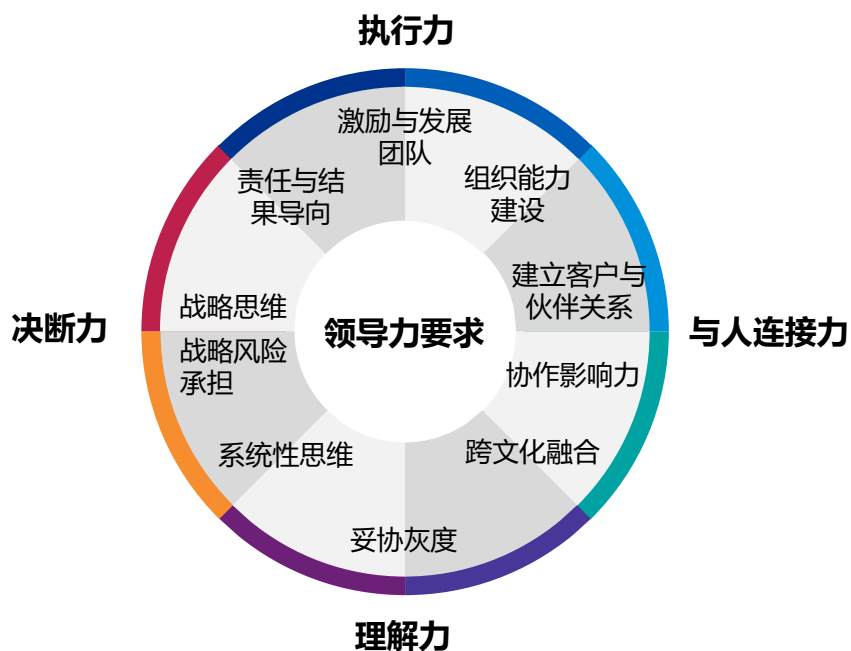 执行力
激励与发展
团队
责任与结
果导向
组织能力
建设
建立客户与
伙伴关系
战略思维
决断力
领导力要求
与人连接力
战略风险
承担
协作影响力
系统性思维
跨文化融合
妥协灰度
理解力